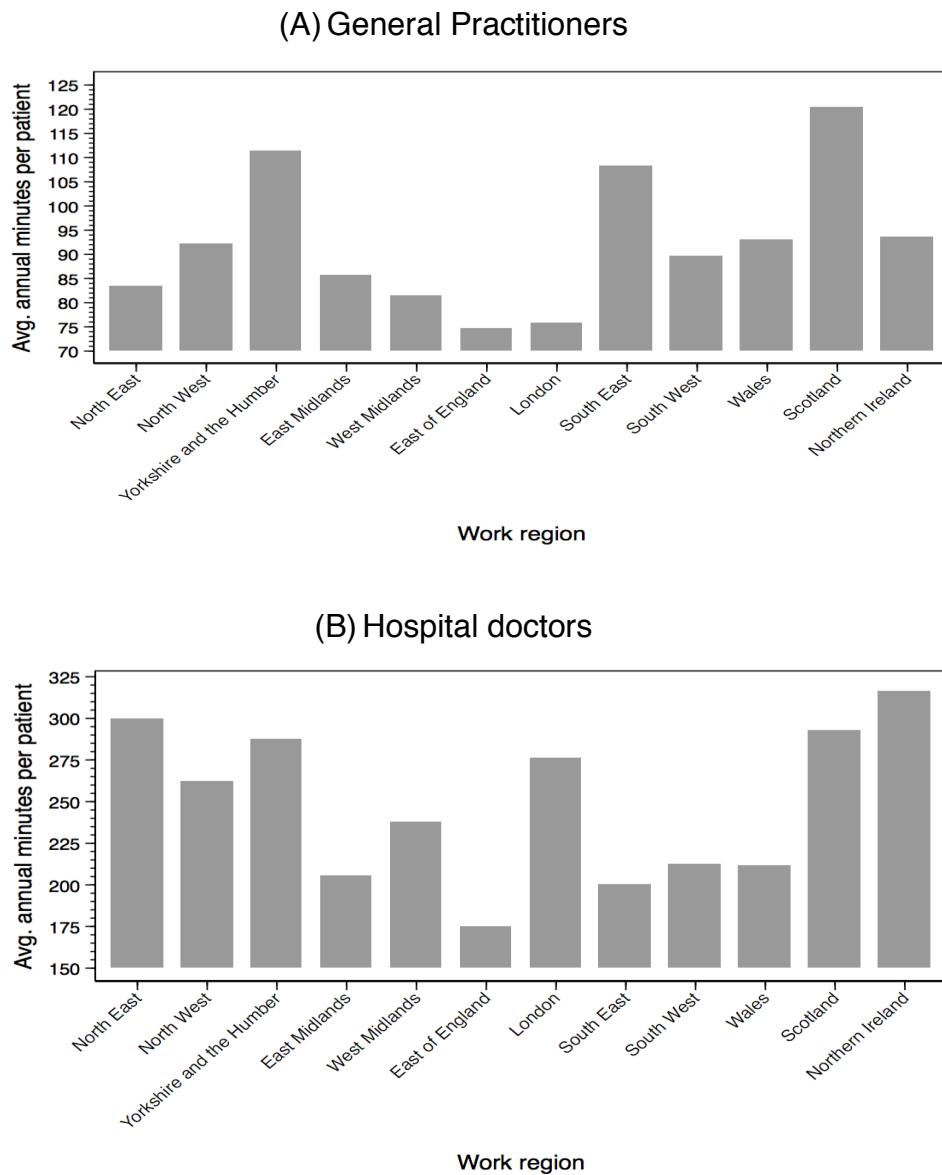 (A) General Practitioners
Avg. annual minutes per patient
125
120
115
110
105
100
95
90
85
80
75
70
North East
North West
Yorkshire and the Humber
East Midlands
West Midlands
East of England
London
South East
South West
Wales
Scotland
Northern Ireland
Work region
(B) Hospital doctors
Avg. annual minutes per patient
325
300
275
250
225
200
175
150
North East
North West
Yorkshire and the Humber
East Midlands
West Midlands
East of England
London
South East
South West
Wales
Scotland
Northern Ireland
Work region